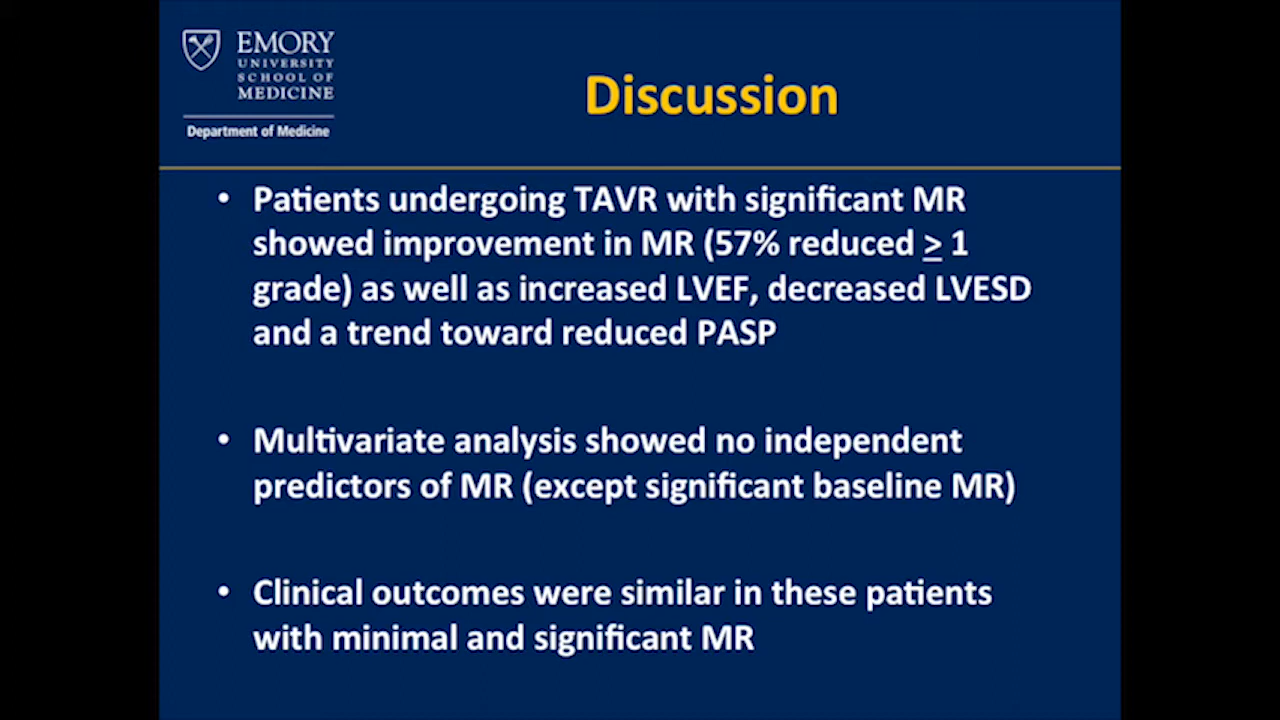 EMORY
UNIVERSITY
SCHOOL OF
MEDICINE
Department of Medicine
Discussion
• Patients undergoing TAVR with significant MR
showed improvement in MR (57% reduced ≥ 1
grade) as well as increased LVEF, decreased LVESD
and a trend toward reduced PASP
• Multivariate analysis showed no independent
predictors of MR (except significant baseline MR)
• Clinical outcomes were similar in these patients
with minimal and significant MR